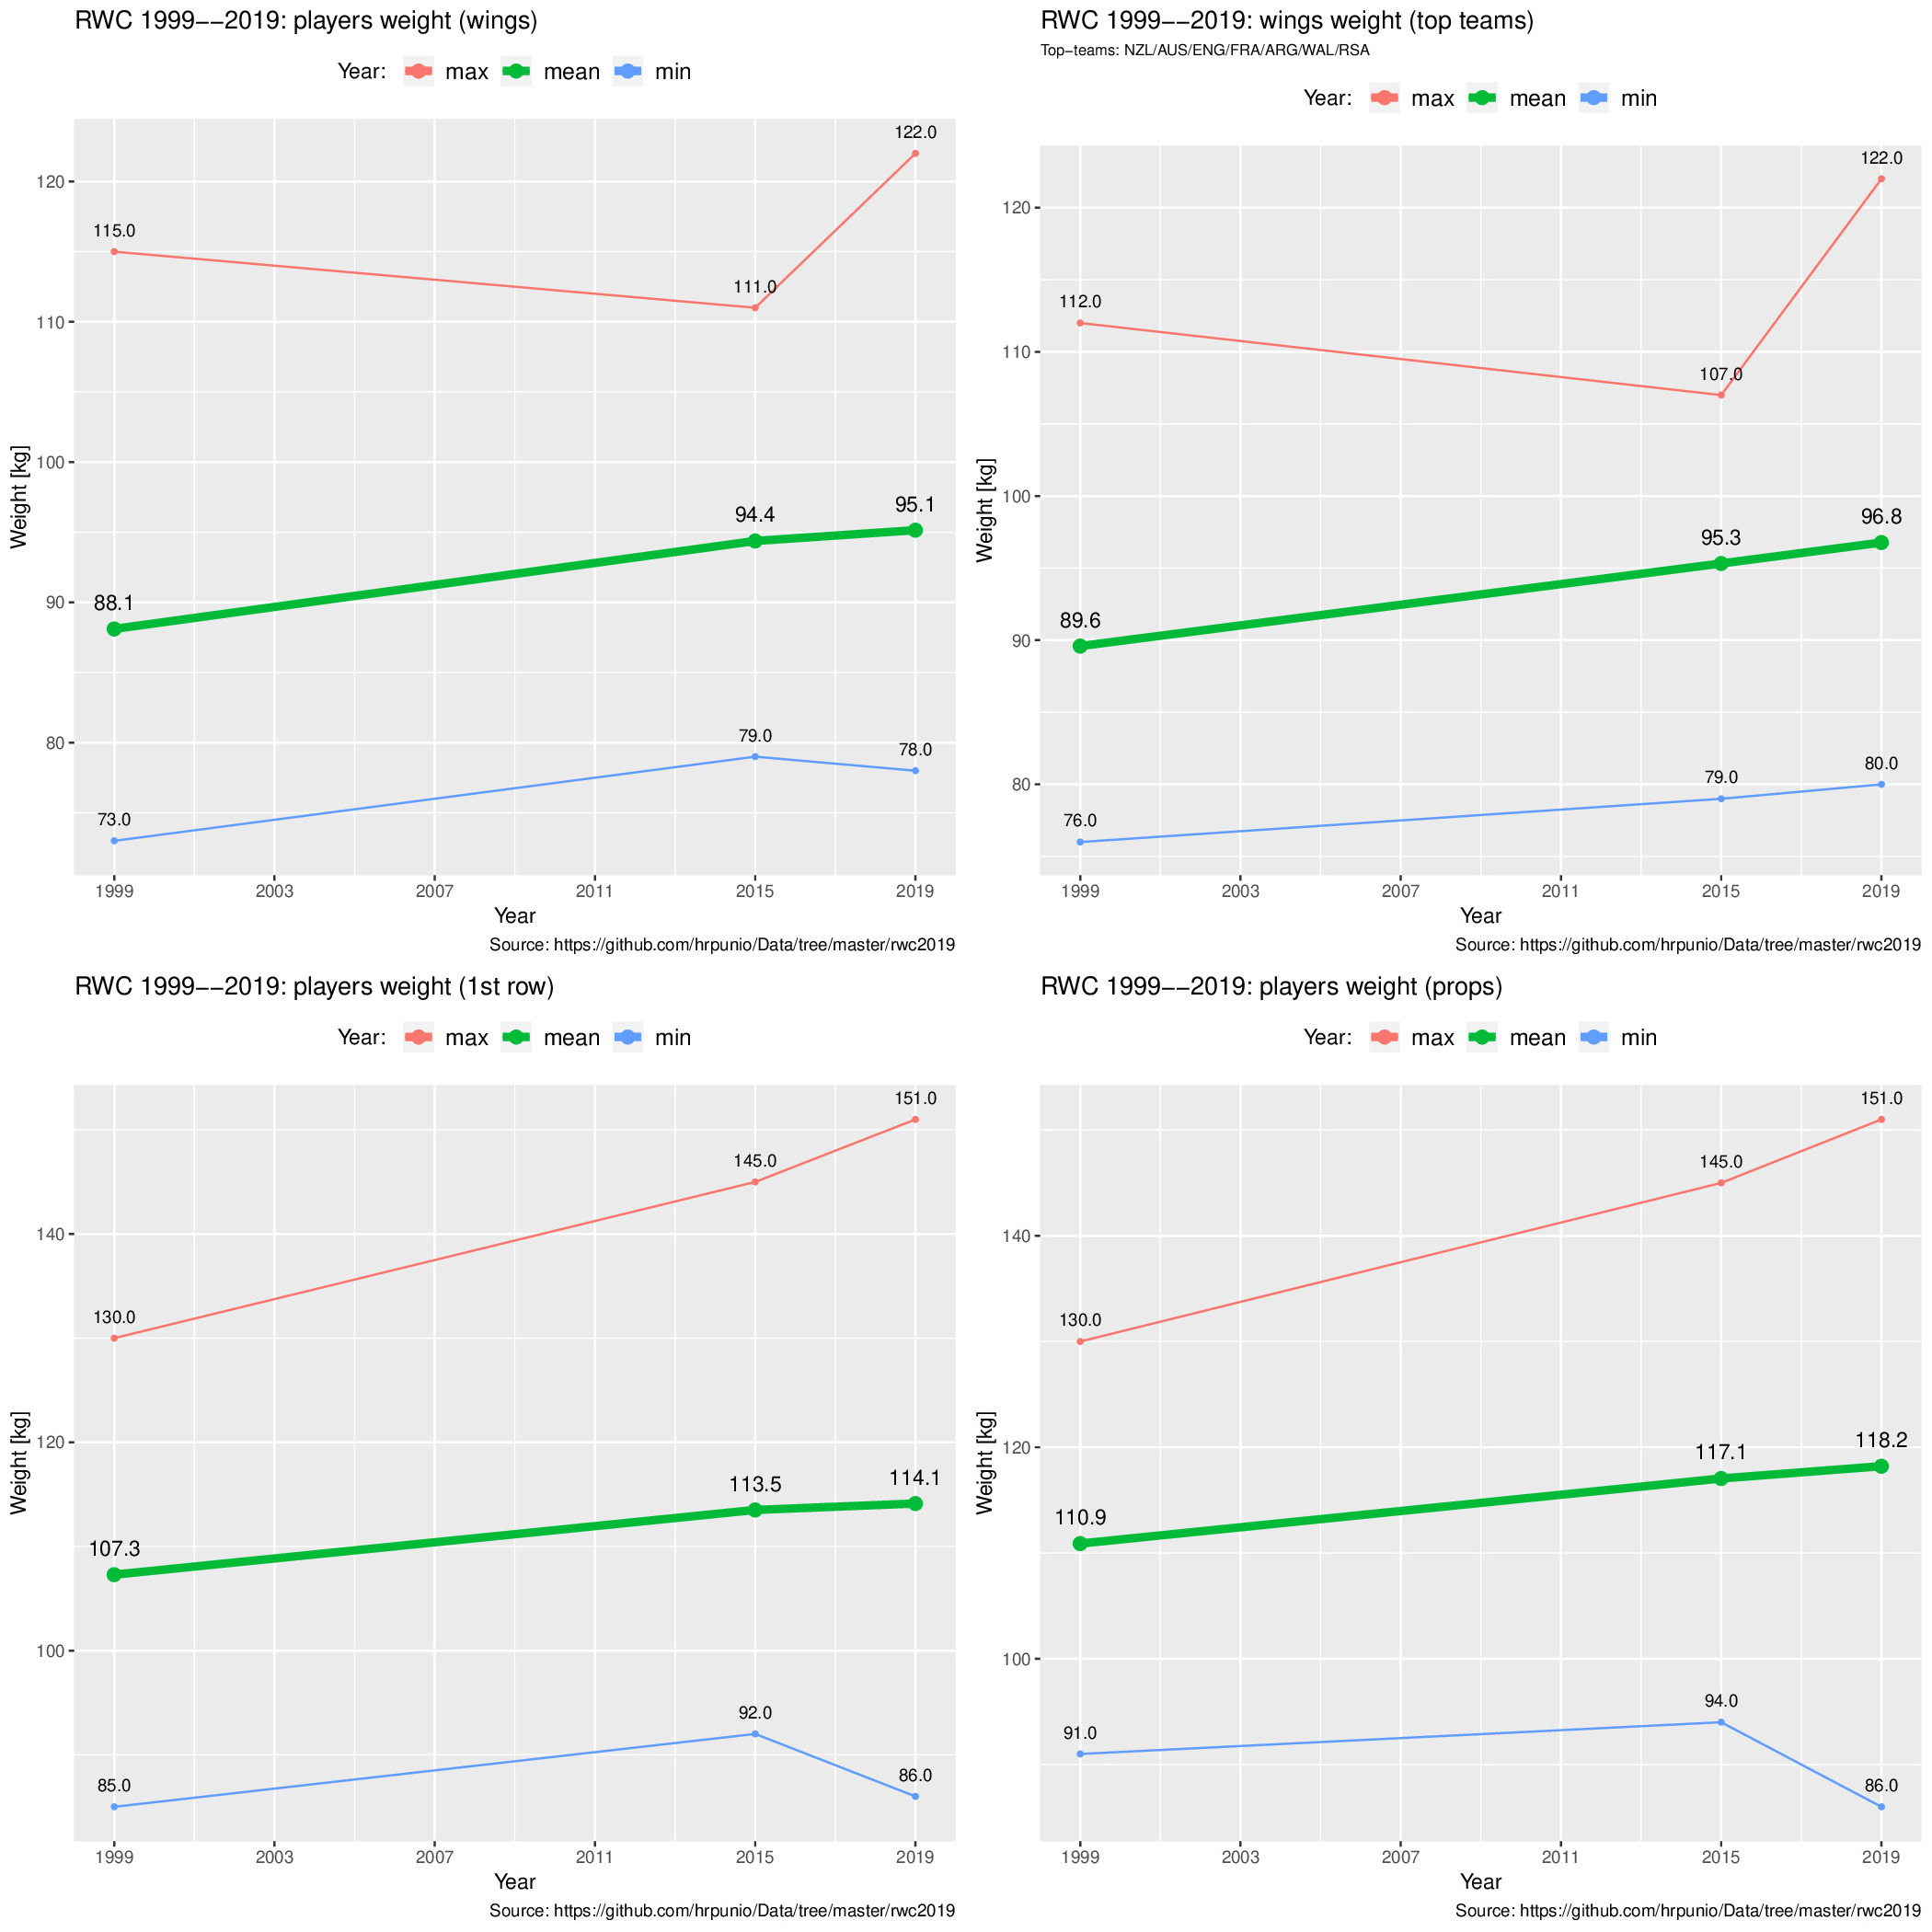 RWC 1999−−2019: players weight (wings)
Year: max mean min
122.0
120
115.0
111.0
110
Weight [kg]
100
95.1
94.4
90
88.1
80
79.0
78.0
73.0
1999 2003 2007 2011 2015 2019
Year
Source: https://github.com/hrpunio/Data/tree/master/rwc2019
RWC 1999−−2019: wings weight (top teams)
Top−teams: NZL/AUS/ENG/FRA/ARG/WAL/RSA
Year: max mean min
122.0
120
112.0
110
107.0
Weight [kg]
100
96.8
95.3
90
89.6
80.0
80
79.0
76.0
1999 2003 2007 2011 2015 2019
Year
Source: https://github.com/hrpunio/Data/tree/master/rwc2019
RWC 1999−−2019: players weight (1st row)
Year: max mean min
151.0
145.0
140
130.0
Weight [kg]
120
114.1
113.5
107.3
100
92.0
86.0
85.0
1999 2003 2007 2011 2015 2019
Year
Source: https://github.com/hrpunio/Data/tree/master/rwc2019
RWC 1999−−2019: players weight (props)
Year: max mean min
151.0
145.0
140
130.0
Weight [kg]
120
118.2
117.1
110.9
100
94.0
91.0
86.0
1999 2003 2007 2011 2015 2019
Year
Source: https://github.com/hrpunio/Data/tree/master/rwc2019